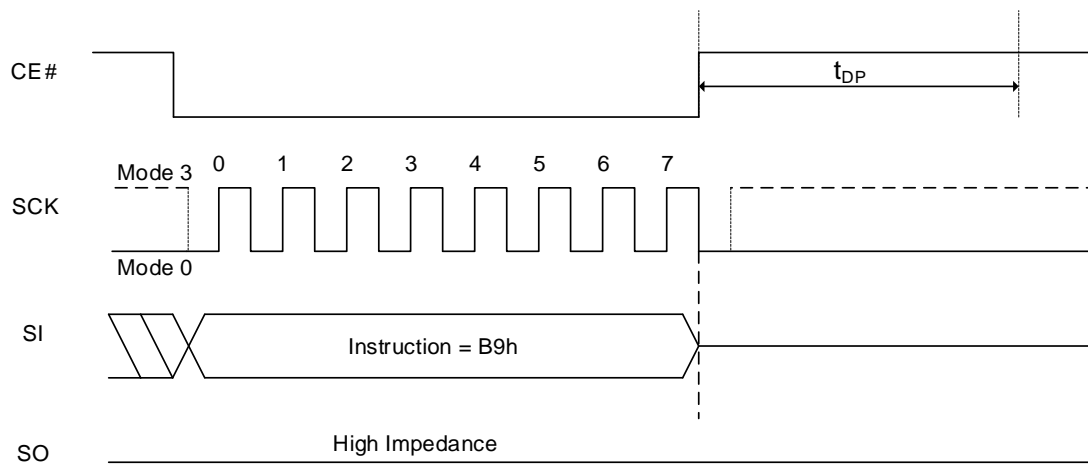 CE#
tDP
Mode 3
0 1 2 3 4 5 6 7
SCK
Mode 0
SI
Instruction = B9h
SO
High Impedance